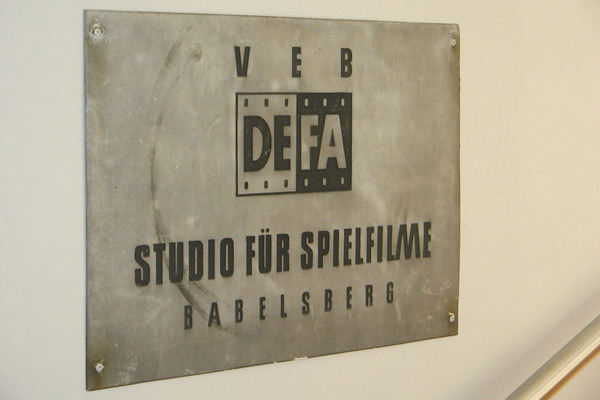 VEB
DEFA
STUDIO FÜR SPIELFILME
BABELSBERG